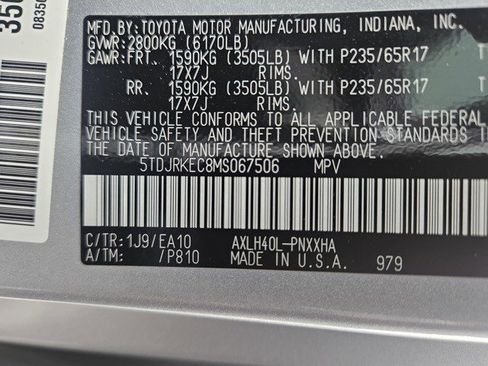 MFD. BY: TOYOTA MOTOR MANUFACTURING, INDIANA, INC.
GVWR: 2800KG (6170LB)
GAWR: FRT. 1590KG (3505LB) WITH P235/65R17
17X7J RIMS.
RR. 1590KG (3505LB) WITH P235/65R17
17X7J RIMS.
THIS VEHICLE CONFORMS TO ALL APPLICABLE FEDERAL
VEHICLE SAFETY AND THEFT PREVENTION STANDARDS
THE DATE OF MANUFACTURE SHOWN ABOVE.
5TDJRKEC8MS067506 MPV
C/TR: 1J9/EA10 AXLH40L-PNXXHA
A/TM: /P810 MADE IN U.S.A. 979